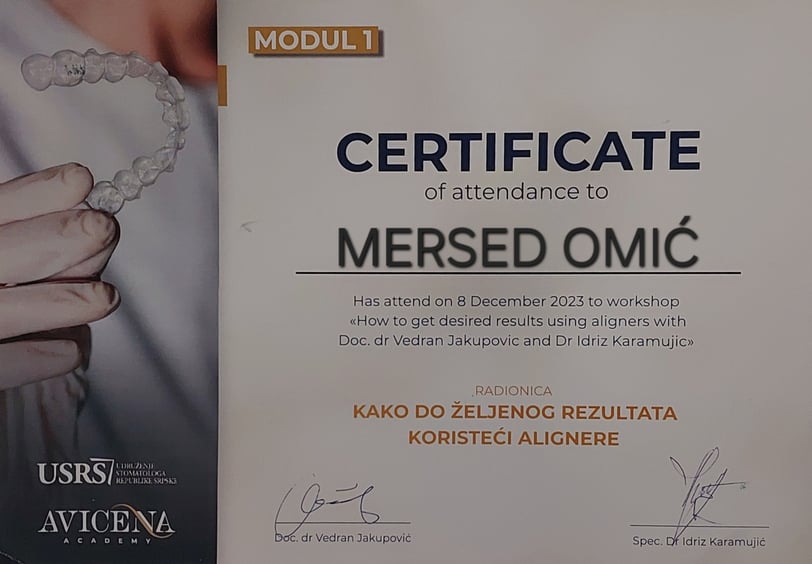 MODUL 1
CERTIFICATE
of attendance to
MERSED OMIĆ
Has attend on 8 December 2023 to workshop
«How to get desired results using aligners with
Doc. dr Vedran Jakupovic and Dr Idriz Karamujic»
RADIONICA
KAKO DO ŽELJENOG REZULTATA
KORISTEĆI ALIGNERE
Doc. dr Vedran Jakupović
Spec. Dr Idriz Karamujić
USRS
UDRUŽENJE
STOMATOLOGA
REPUBLIKE SRPSKE
AVICENA
ACADEMY